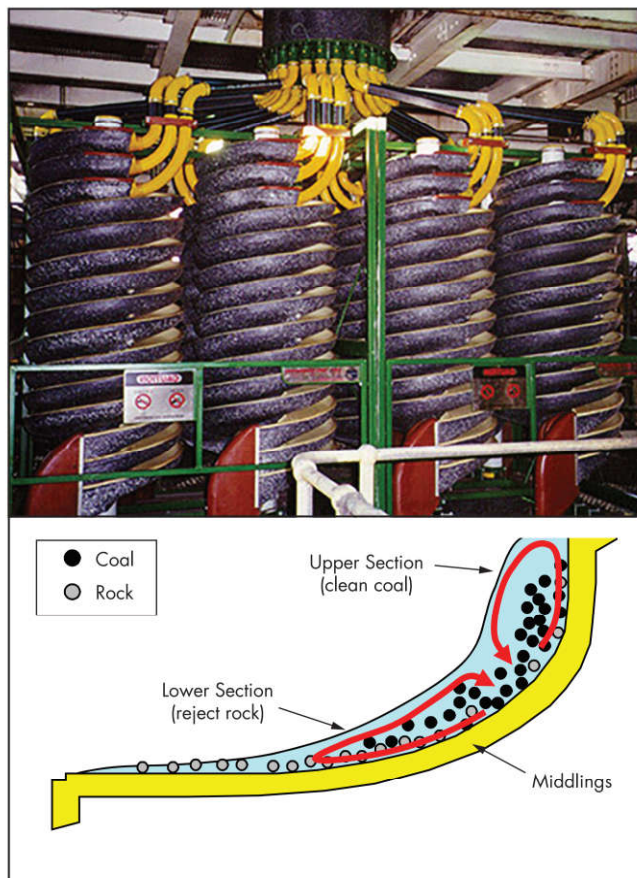 Coal
Rock
Upper Section
(clean coal)
Lower Section
(reject rock)
Middlings